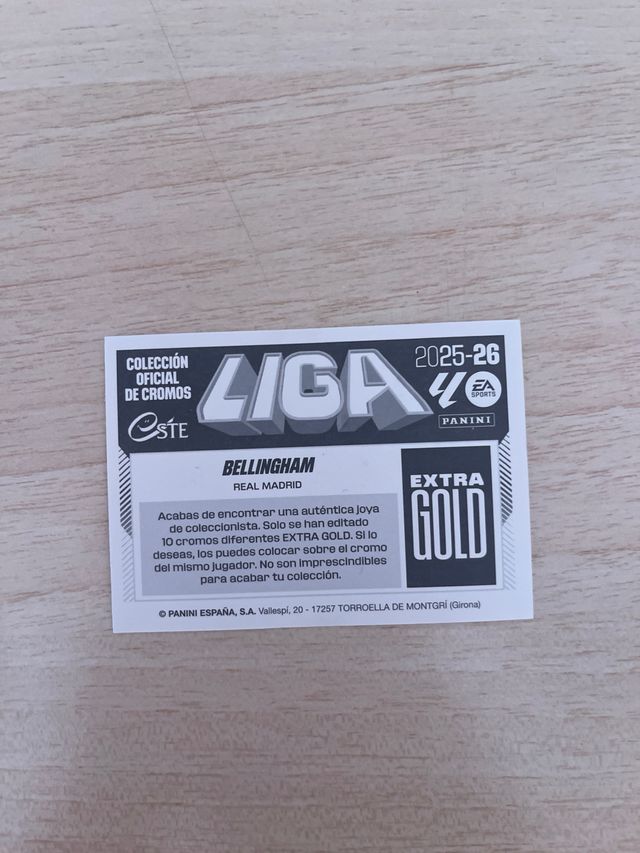 COLECCIÓN
OFICIAL
DE CROMOS
ESTE
LIGA
2025-26
EA
SPORTS
PANINI
BELLINGHAM
REAL MADRID
Acabas de encontrar una auténtica joya
de coleccionista. Solo se han editado
10 cromos diferentes EXTRA GOLD. Si lo
deseas, los puedes colocar sobre el cromo
del mismo jugador. No son imprescindibles
para acabar tu colección.
EXTRA
GOLD
© PANINI ESPAÑA, S.A. Vallespí, 20 - 17257 TORROELLA DE MONTGRÍ (Girona)